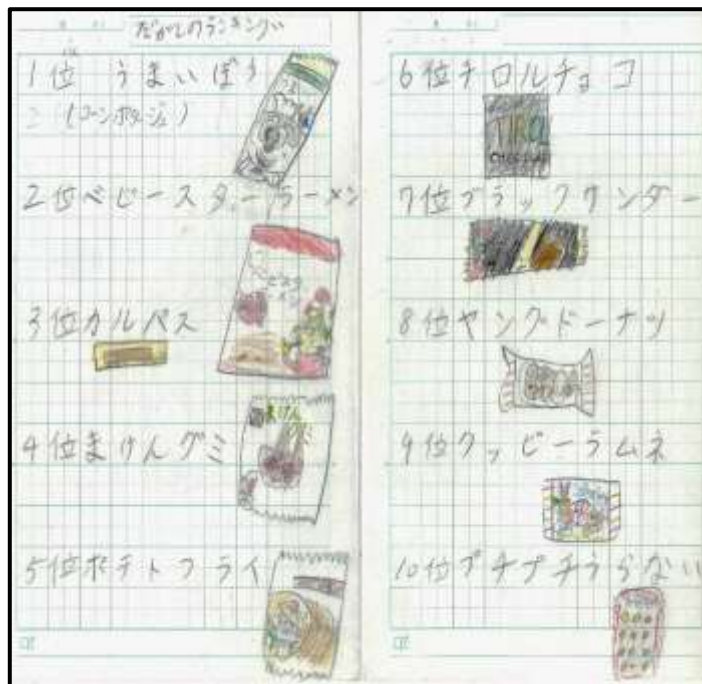 だがしのランキング
1位 うまいぼう
(コーンポタージュ)
2位ベビースターラーメン
3位カルパス
4位まけんグミ
まけん
グミ
5位ポテトフライ
6位チロルチョコ
7位ブラックサンダー
8位ヤングドーナツ
9位クッピーラムネ
10位プチプチうらない